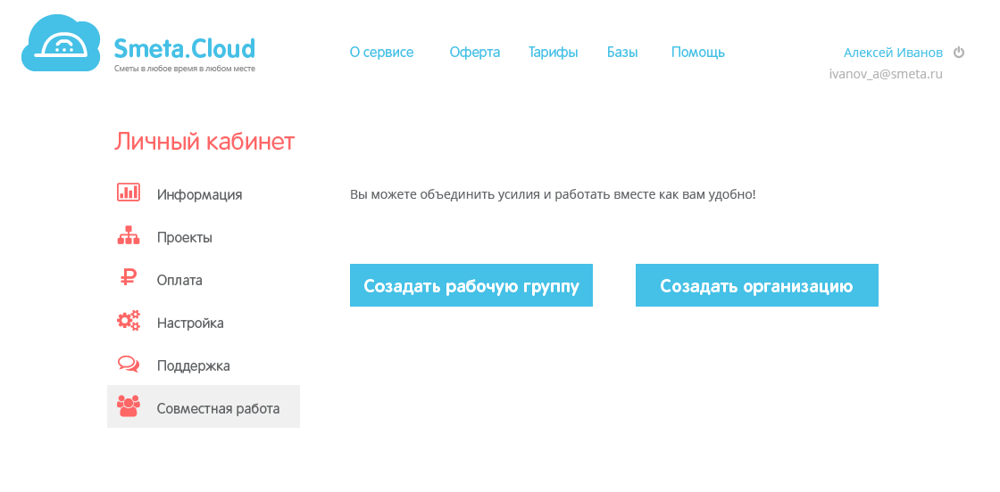 Smeta.Cloud
Сметы в любое время в любом месте
О сервисе
Оферта
Тарифы
Базы
Помощь
Алексей Иванов
ivanov_a@smeta.ru
Личный кабинет
Информация
Проекты
Оплата
Настройка
Поддержка
Совместная работа
Вы можете объединить усилия и работать вместе как вам удобно!
Созадать рабочую группу
Созадать организацию